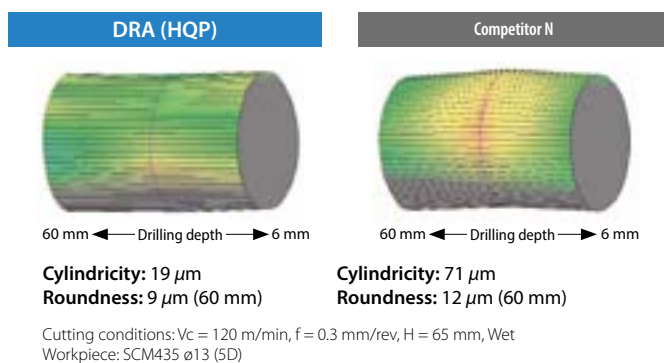 DRA (HQP)
Competitor N
60 mm Drilling depth 6 mm
60 mm Drilling depth 6 mm
Cylindricity: 19 µm
Roundness: 9 µm (60 mm)
Cylindricity: 71 µm
Roundness: 12 µm (60 mm)
Cutting conditions: Vc = 120 m/min, f = 0.3 mm/rev, H = 65 mm, Wet
Workpiece: SCM435 ø13 (5D)